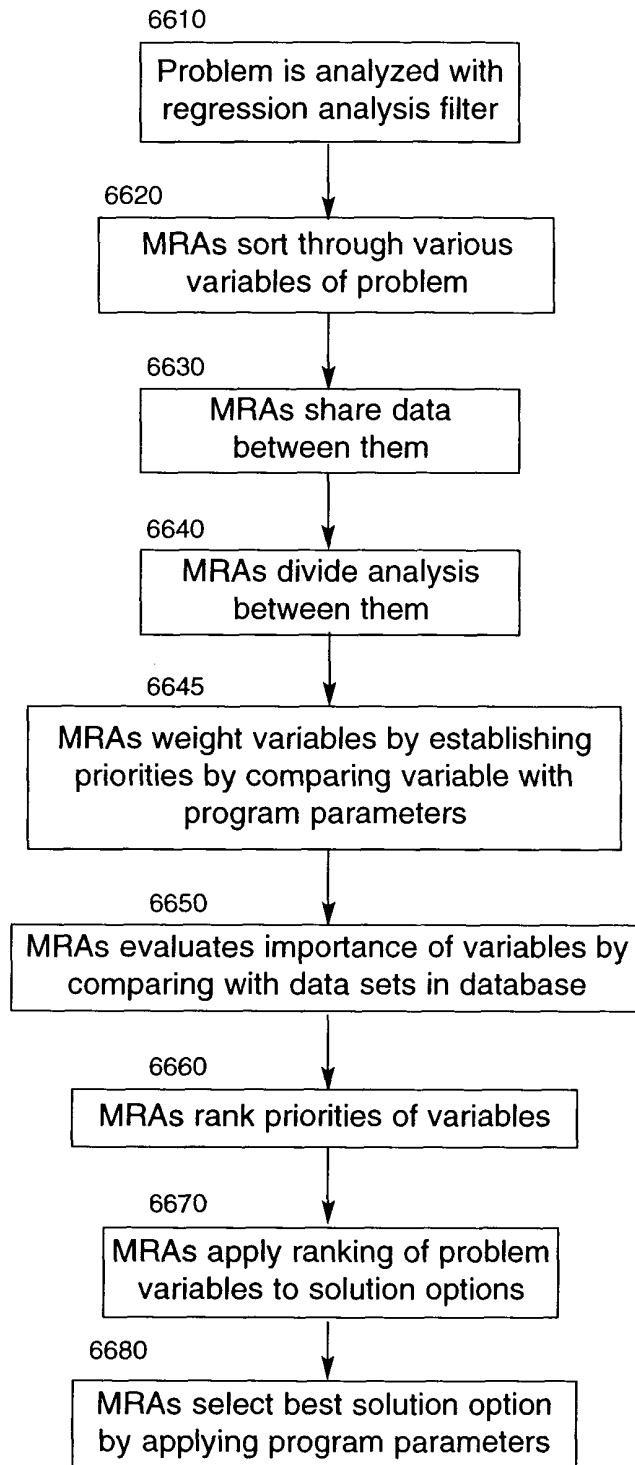 6610
Problem is analyzed with
regression analysis filter
6620
MRAs sort through various
variables of problem
6630
MRAs share data
between them
6640
MRAs divide analysis
between them
6645
MRAs weight variables by establishing
priorities by comparing variable with
program parameters
6650
MRAs evaluates importance of variables by
comparing with data sets in database
6660
MRAs rank priorities of variables
6670
MRAs apply ranking of problem
variables to solution options
6680
MRAs select best solution option
by applying program parameters